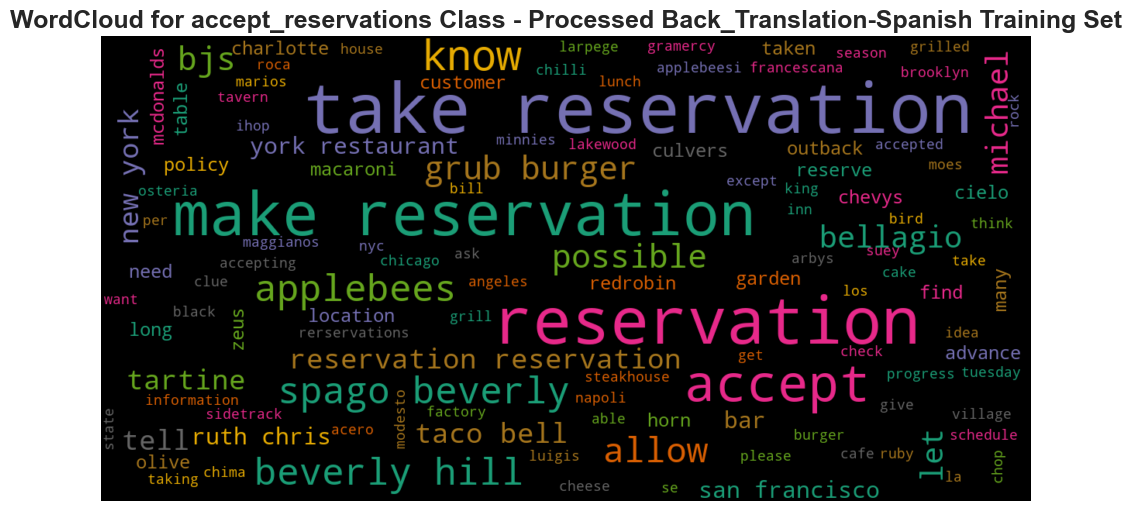 WordCloud for accept_reservations Class - Processed Back_Translation-Spanish Training Set
mcdonalds
charlotte
house
know
larpege
gramercy
taken
season
grilled
bjs
roca
marios
tavern
customer
chilli
applebeesi
francescana
brooklyn
michael
rock
lunch
table
take reservation
ihop
new york
york restaurant
minnies
lakewood
culvers
outback
accepted
policy
macaroni
grub burger
bill
except
reserve
moes
osteria
king
chevys
cielo
per
make reservation
inn
bird
think
maggianos
nyc
possible
bellagio
suey
take
need
accepting
chicago
ask
arbys
clue
applebees
angeles
redrobin
garden
cake
many
want
los
find
black
zeus
location
grill
reservation
idea
long
rerservations
reservation reservation
get
check
advance
tartine
spago beverly
steakhouse
accept
progress
tuesday
information
napoli
state
sidetrack
modesto
factory
able
horn
bar
give
village
tell
ruth chris
acero
taco bell
burger
let
schedule
olive
chima
beverly hill
luigis
allow
please
cafe
ruby
chop
taking
cheese
se
san francisco
la